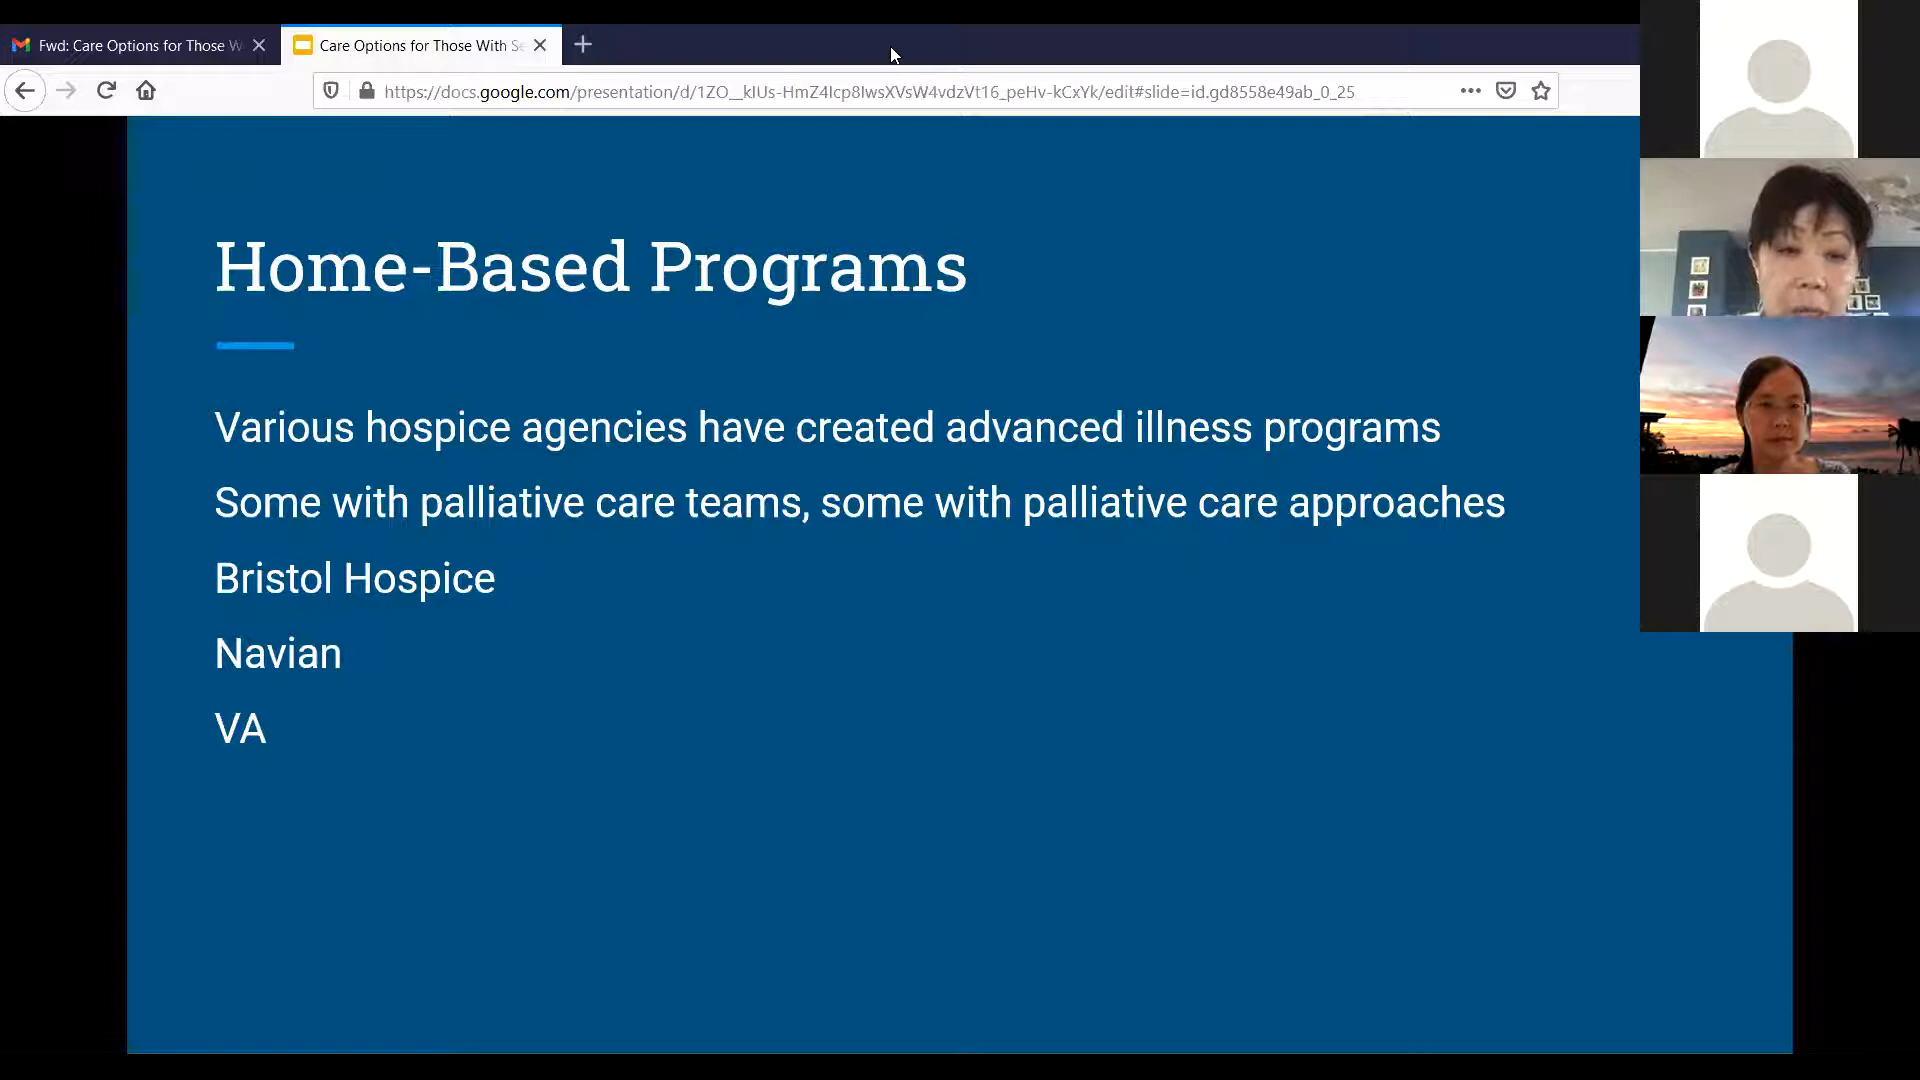 Fwd: Care Options for Those W
Care Options for Those With Se
https://docs.google.com/presentation/d/1ZO__kIUs-HmZ4Icp8IwsXVsW4vdzVt16_peHv-kCxYk/edit#slide=id.gd8558e49ab_0_25
Home-Based Programs
Various hospice agencies have created advanced illness programs
Some with palliative care teams, some with palliative care approaches
Bristol Hospice
Navian
VA